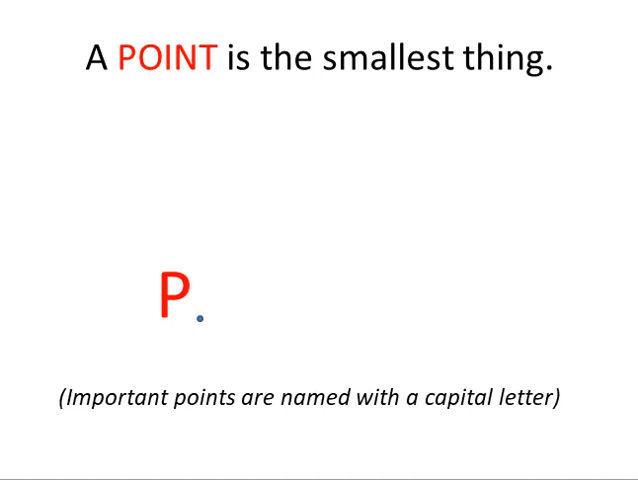 A POINT is the smallest thing.
P
(Important points are named with a capital letter)